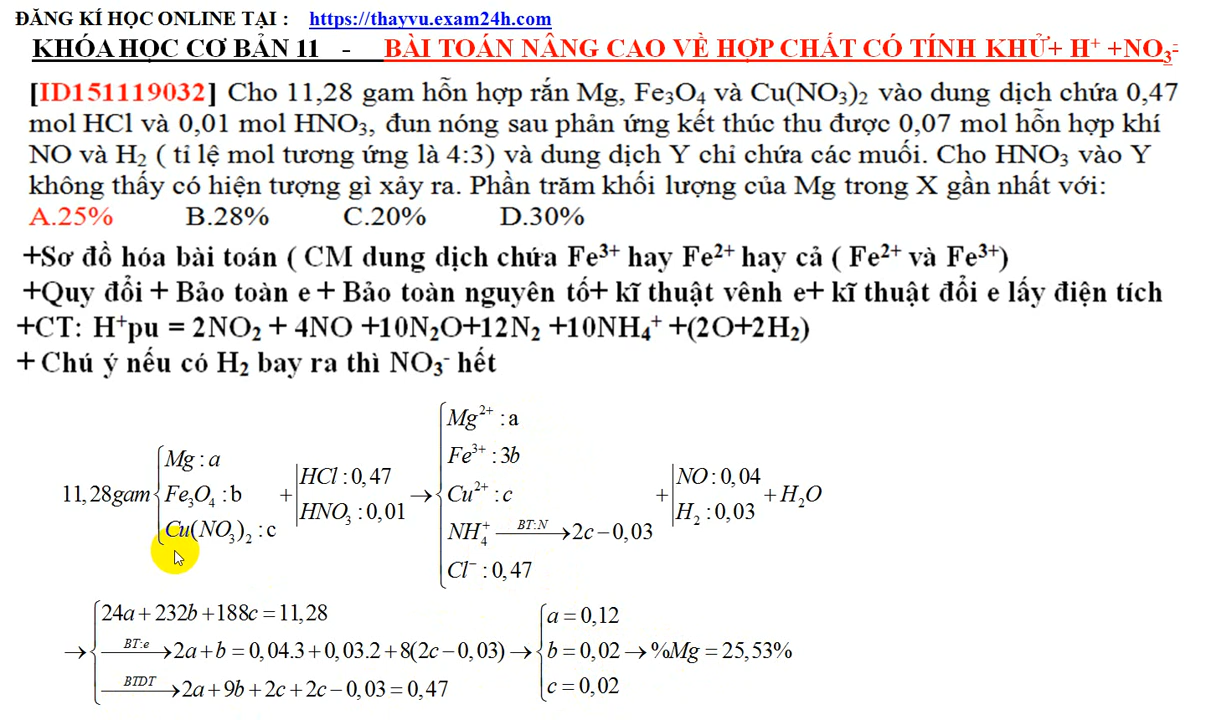 ĐĂNG KÍ HỌC ONLINE TẠI : https://thayvu.exam24h.com
KHÓA HỌC CƠ BẢN 11 - BÀI TOÁN NÂNG CAO VỀ HỢP CHẤT CÓ TÍNH KHỬ+ H⁺ +NO₃⁻
[ID151119032] Cho 11,28 gam hỗn hợp rắn Mg, Fe₃O₄ và Cu(NO₃)₂ vào dung dịch chứa 0,47
mol HCl và 0,01 mol HNO₃, đun nóng sau phản ứng kết thúc thu được 0,07 mol hỗn hợp khí
NO và H₂ ( tỉ lệ mol tương ứng là 4:3) và dung dịch Y chỉ chứa các muối. Cho HNO₃ vào Y
không thấy có hiện tượng gì xảy ra. Phần trăm khối lượng của Mg trong X gần nhất với:
A.25% B.28% C.20% D.30%
+Sơ đồ hóa bài toán ( CM dung dịch chứa Fe³⁺ hay Fe²⁺ hay cả ( Fe²⁺ và Fe³⁺)
+Quy đổi + Bảo toàn e + Bảo toàn nguyên tố+ kĩ thuật vênh e+ kĩ thuật đổi e lấy điện tích
+CT: H⁺pu = 2NO₂ + 4NO +10N₂O+12N₂ +10NH₄⁺ +(2O+2H₂)
+ Chú ý nếu có H₂ bay ra thì NO₃⁻ hết
11,28gam { Mg : a
Fe₃O₄ : b
Cu(NO₃)₂ : c
+ | HCl : 0,47
HNO₃ : 0,01
→ { Mg²⁺ : a
Fe³⁺ : 3b
Cu²⁺ : c
NH₄⁺ —BT:N→ 2c − 0,03
Cl⁻ : 0,47
+ | NO : 0,04
H₂ : 0,03
+ H₂O
→ { 24a + 232b + 188c = 11,28
—BT:e→ 2a + b = 0,04.3 + 0,03.2 + 8(2c − 0,03)
—BTDT→ 2a + 9b + 2c + 2c − 0,03 = 0,47
→ { a = 0,12
b = 0,02 → %Mg = 25,53%
c = 0,02